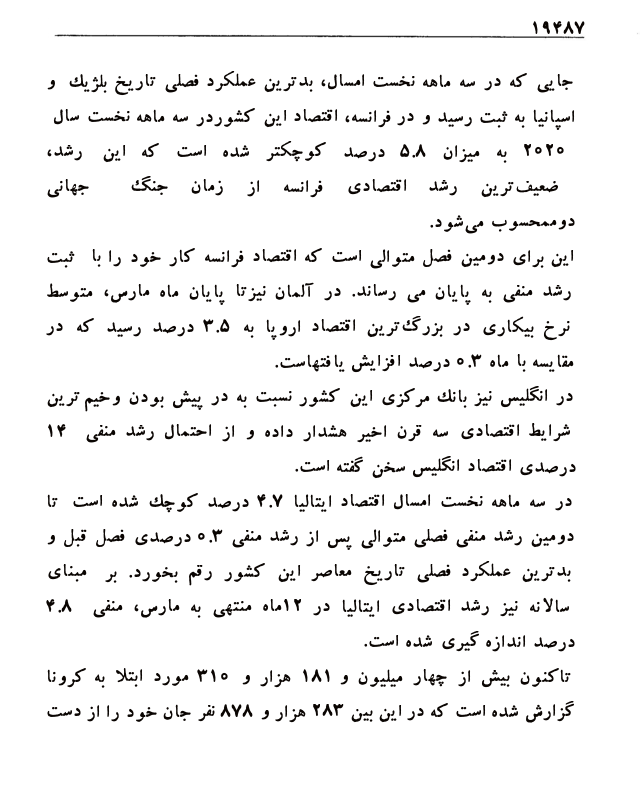 ۱۹۴۸۷
جایی که در سه ماهه نخست امسال، بدترین عملکرد فصلی تاریخ بلژیك و
اسپانیا به ثبت رسید و در فرانسه، اقتصاد این کشوردر سه ماهه نخست سال
۲۰۲۰ به میزان ۵.۸ درصد کوچکتر شده است که این رشد،
ضعیف‌ترین رشد اقتصادی فرانسه از زمان جنگ جهانی
دوممحسوب می‌شود.
این برای دومین فصل متوالی است که اقتصاد فرانسه کار خود را با ثبت
رشد منفی به پایان می رساند. در آلمان نیزتا پایان ماه مارس، متوسط
نرخ بیکاری در بزرگ‌ترین اقتصاد اروپا به ۳.۵ درصد رسید که در
مقایسه با ماه ۰.۳ درصد افزایش یافتهاست.
در انگلیس نیز بانك مرکزی این کشور نسبت به در پیش بودن وخیم ترین
شرایط اقتصادی سه قرن اخیر هشدار داده و از احتمال رشد منفی ۱۴
درصدی اقتصاد انگلیس سخن گفته است.
در سه ماهه نخست امسال اقتصاد ایتالیا ۴.۷ درصد کوچك شده است تا
دومین رشد منفی فصلی متوالی پس از رشد منفی ۰.۳ درصدی فصل قبل و
بدترین عملکرد فصلی تاریخ معاصر این کشور رقم بخورد. بر مبنای
سالانه نیز رشد اقتصادی ایتالیا در ۱۲ماه منتهی به مارس، منفی ۴.۸
درصد اندازه گیری شده است.
تاکنون بیش از چهار میلیون و ۱۸۱ هزار و ۳۱۰ مورد ابتلا به کرونا
گزارش شده است که در این بین ۲۸۳ هزار و ۸۷۸ نفر جان خود را از دست